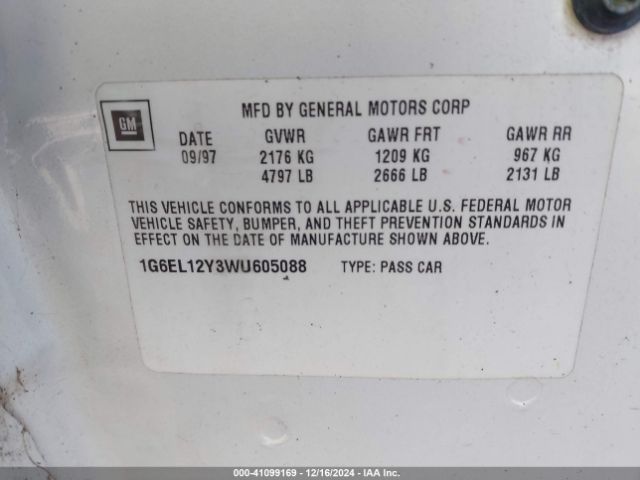 GM
MFD BY GENERAL MOTORS CORP
DATE GVWR GAWR FRT GAWR RR
09/97 2176 KG 1209 KG 967 KG
4797 LB 2666 LB 2131 LB
THIS VEHICLE CONFORMS TO ALL APPLICABLE U.S. FEDERAL MOTOR
VEHICLE SAFETY, BUMPER, AND THEFT PREVENTION STANDARDS IN
EFFECT ON THE DATE OF MANUFACTURE SHOWN ABOVE.
1G6EL12Y3WU605088 TYPE: PASS CAR
000-41099169 - 12/16/2024 - IAA Inc.